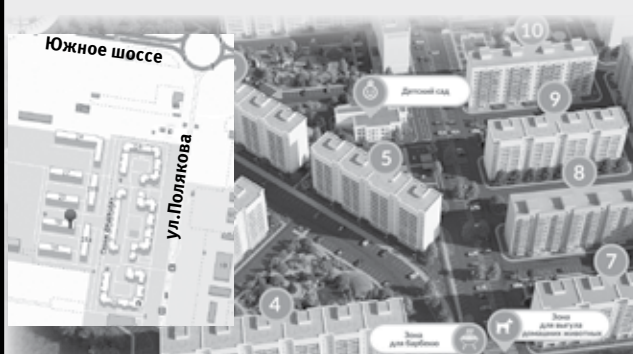 Южное шоссе
ул.Полякова
10
9
Детский сад
5
8
7
4
Зона
для барбекю
Зона
для выгула
домашних животных